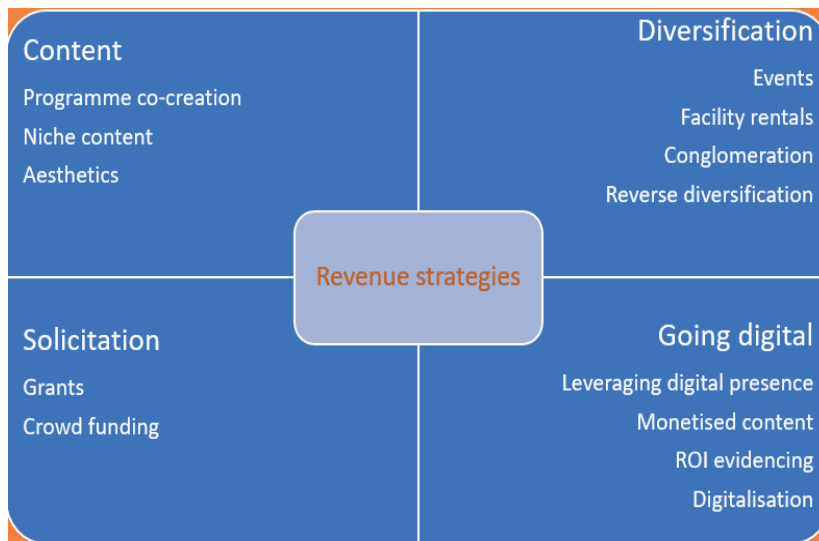 Content
Programme co-creation
Niche content
Aesthetics
Diversification
Events
Facility rentals
Conglomeration
Reverse diversification
Revenue strategies
Solicitation
Grants
Crowd funding
Going digital
Leveraging digital presence
Monetised content
ROI evidencing
Digitalisation